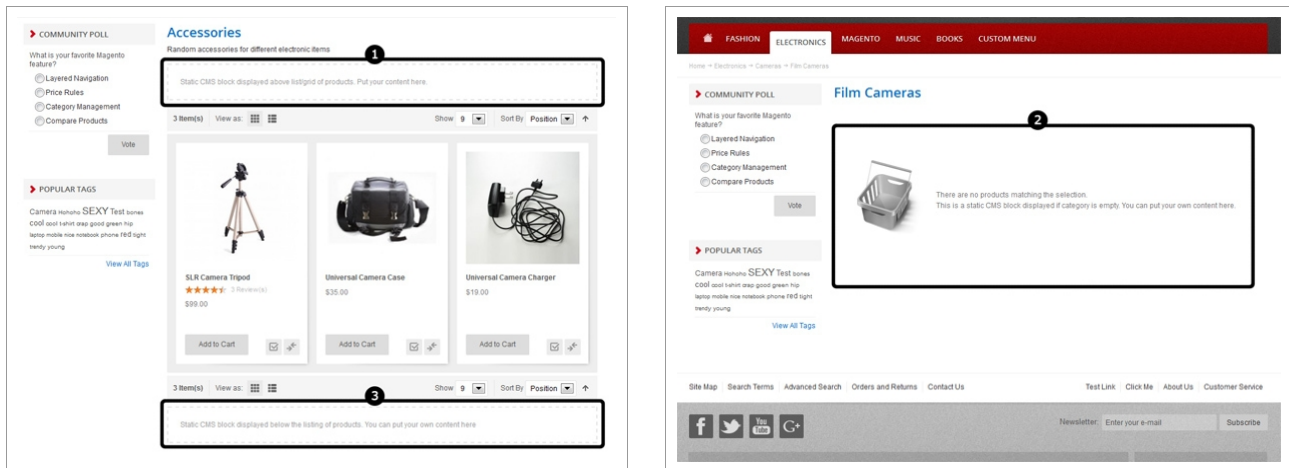 COMMUNITY POLL
What is your favorite Magento
feature?
Layered Navigation
Price Rules
Category Management
Compare Products
Vote
POPULAR TAGS
Camera Hohoho SEXY Test bones
cool cool t-shirt crap good green hip
laptop mobile nice notebook phone red tight
trendy young
View All Tags
Accessories
Random accessories for different electronic items
1
Static CMS block displayed above list/grid of products. Put your content here.
3 Item(s) View as: Show 9 Sort By Position
SLR Camera Tripod
3 Review(s)
$99.00
Add to Cart
Universal Camera Case
$35.00
Add to Cart
Universal Camera Charger
$19.00
Add to Cart
3 Item(s) View as: Show 9 Sort By Position
3
Static CMS block displayed below the listing of products. You can put your own content here
FASHION ELECTRONICS MAGENTO MUSIC BOOKS CUSTOM MENU
Home Electronics Cameras Film Cameras
COMMUNITY POLL
What is your favorite Magento
feature?
Layered Navigation
Price Rules
Category Management
Compare Products
Vote
POPULAR TAGS
Camera Hohoho SEXY Test bones
cool cool t-shirt crap good green hip
laptop mobile nice notebook phone red tight
trendy young
View All Tags
Film Cameras
2
There are no products matching the selection.
This is a static CMS block displayed if category is empty. You can put your own content here.
Site Map Search Terms Advanced Search Orders and Returns Contact Us Test Link Click Me About Us Customer Service
f You Tube G+ Newsletter: Enter your e-mail Subscribe